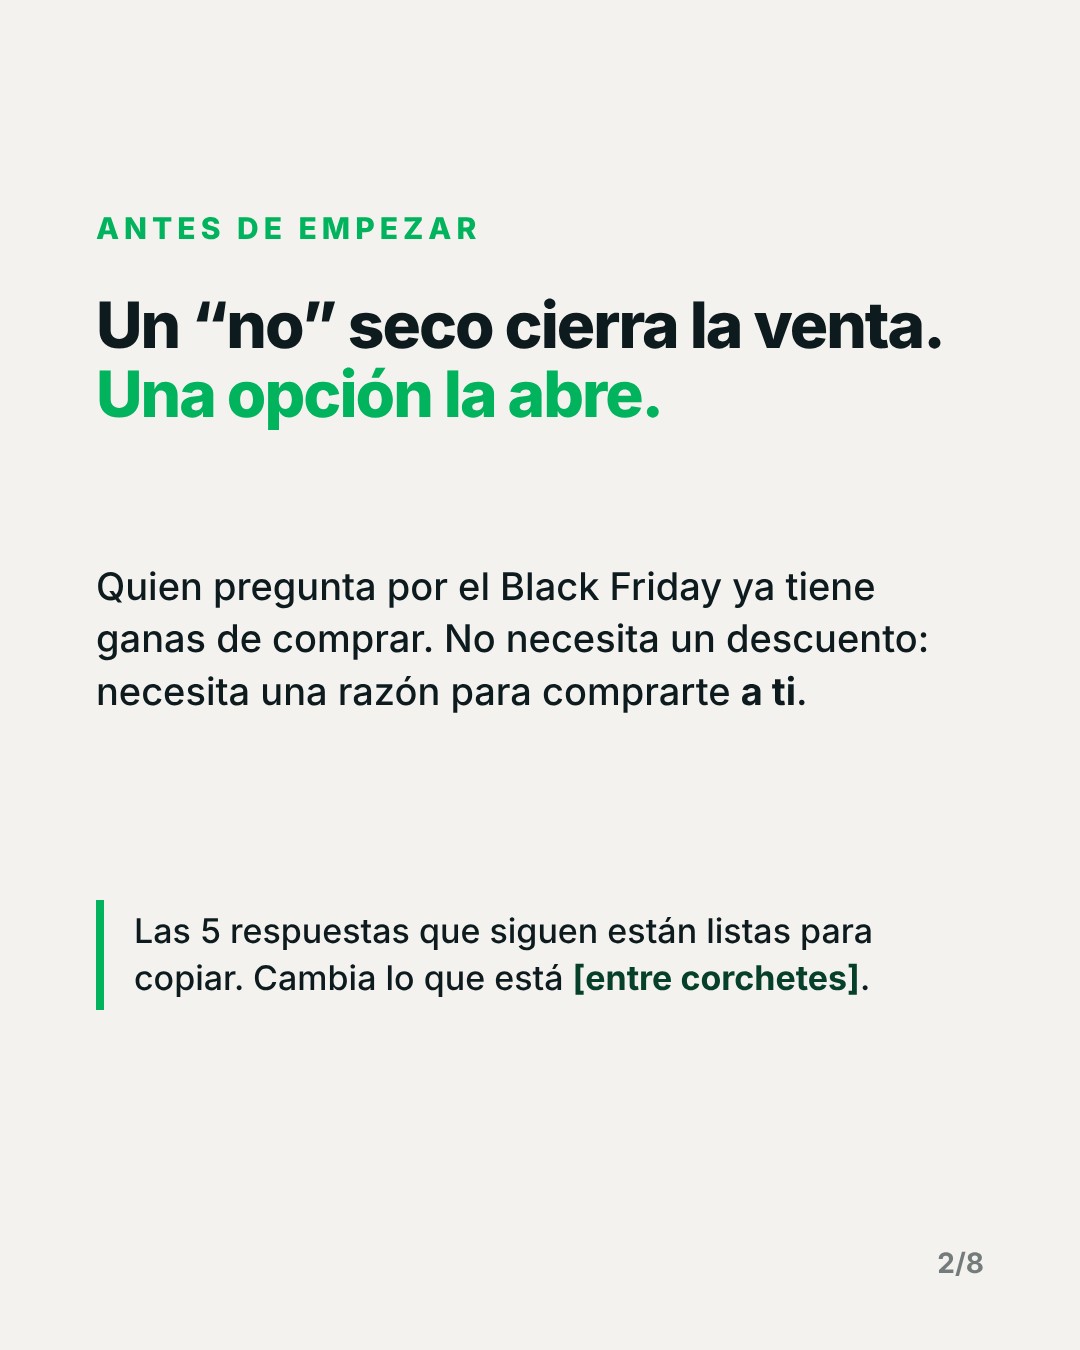 ANTES DE EMPEZAR
Un “no” seco cierra la venta.
Una opción la abre.
Quien pregunta por el Black Friday ya tiene
ganas de comprar. No necesita un descuento:
necesita una razón para comprarte a ti.
Las 5 respuestas que siguen están listas para
copiar. Cambia lo que está [entre corchetes].
2/8